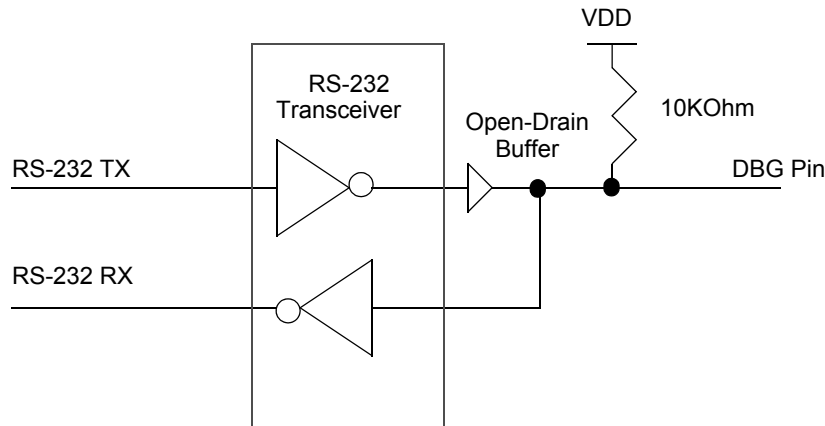 VDD
RS-232
Transceiver
10KOhm
Open-Drain
Buffer
RS-232 TX
DBG Pin
RS-232 RX